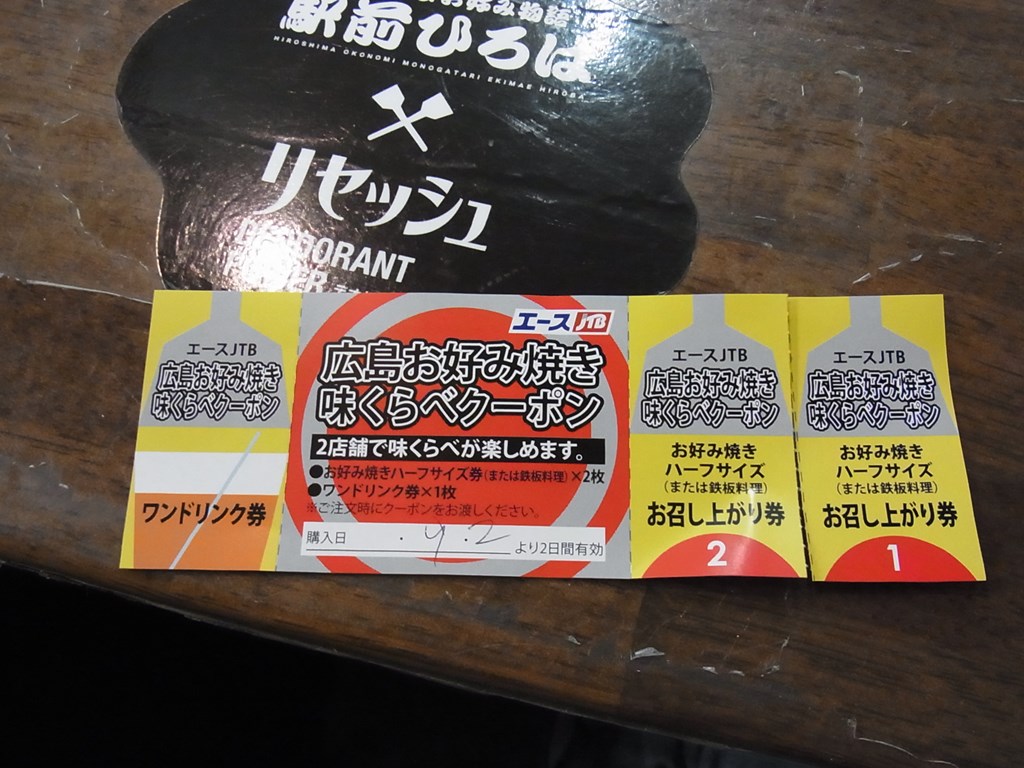 お好み物語
駅前ひろば
HIROSHIMA OKONOMI MONOGATARI EKIMAE HIROBA
リセッシュ
エースJTB
広島お好み焼き
味くらべクーポン
ワンドリンク券
エース JTB
広島お好み焼き
味くらべクーポン
2店舗で味くらべが楽しめます。
●お好み焼きハーフサイズ券(または鉄板料理)×2枚
●ワンドリンク券×1枚
※ご注文時にクーポンをお渡しください。
購入日 . 4.2 より2日間有効
エースJTB
広島お好み焼き
味くらべクーポン
お好み焼き
ハーフサイズ
(または鉄板料理)
お召し上がり券
2
エースJTB
広島お好み焼き
味くらべクーポン
お好み焼き
ハーフサイズ
(または鉄板料理)
お召し上がり券
1